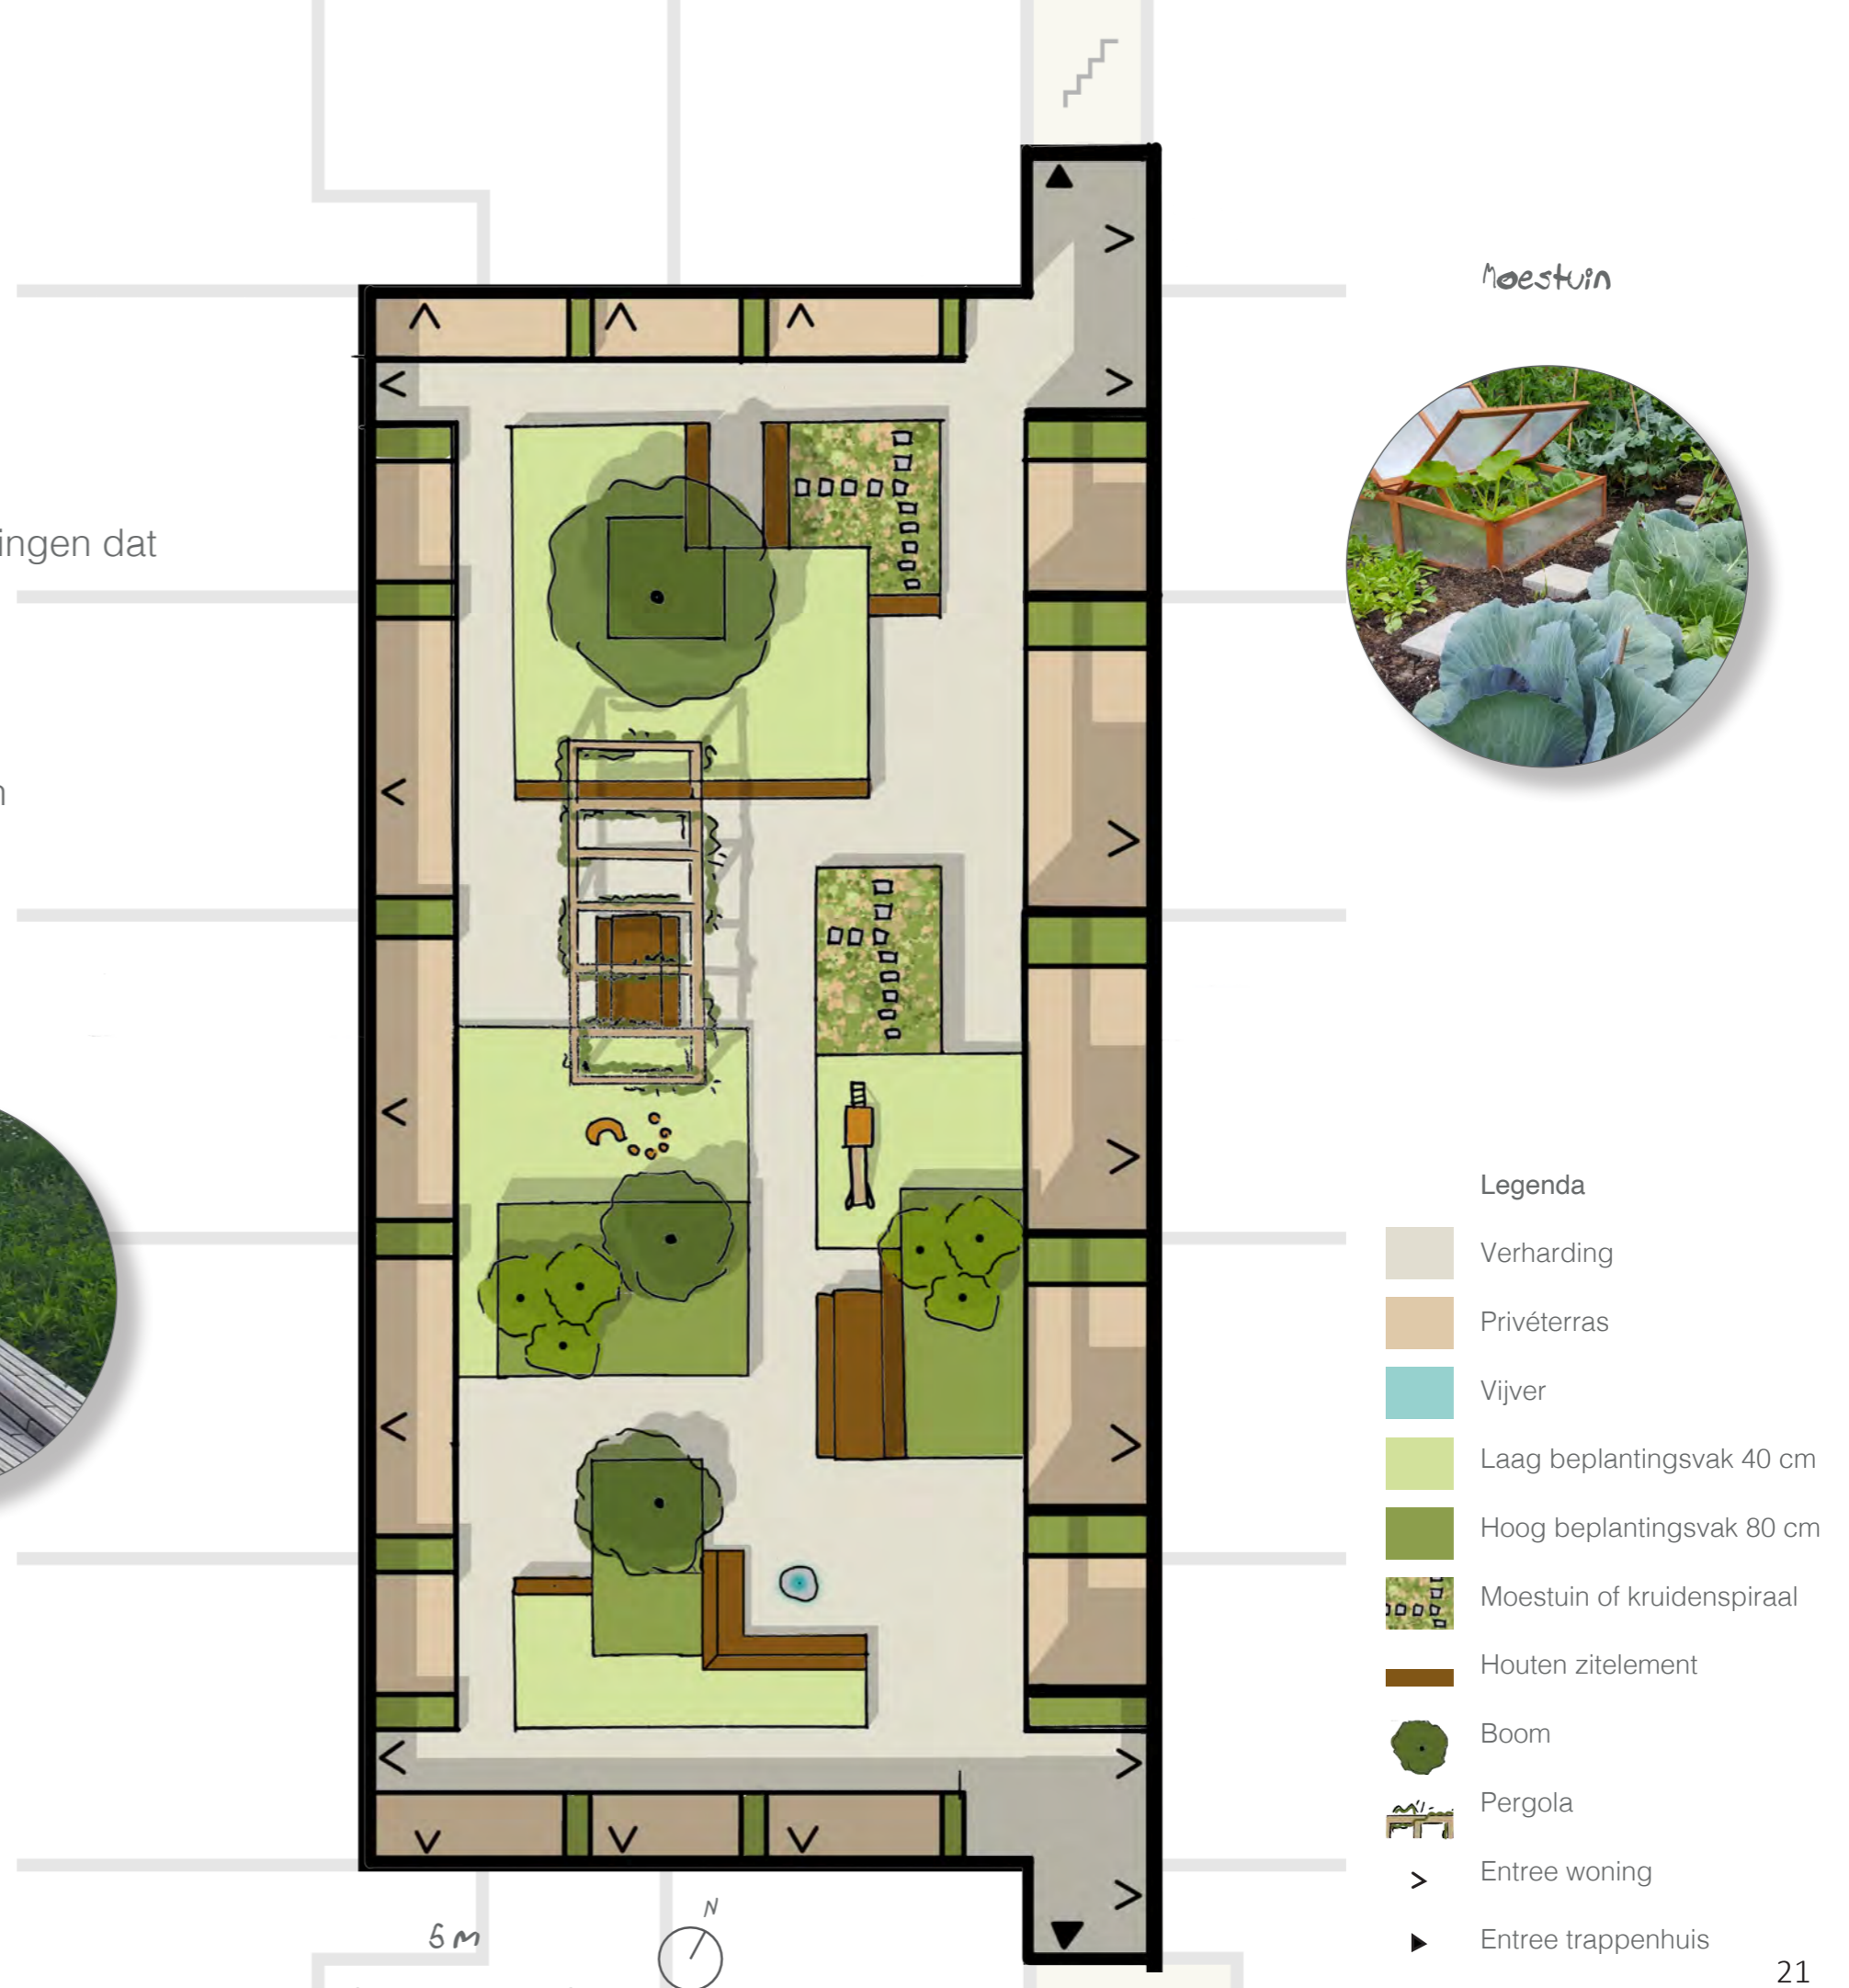 Moestuin
ingen dat
n
Legenda
Verharding
Privéterras
Vijver
Laag beplantingsvak 40 cm
Hoog beplantingsvak 80 cm
Moestuin of kruidenspiraal
Houten zitelement
Boom
Pergola
Entree woning
Entree trappenhuis
5 m
N
21